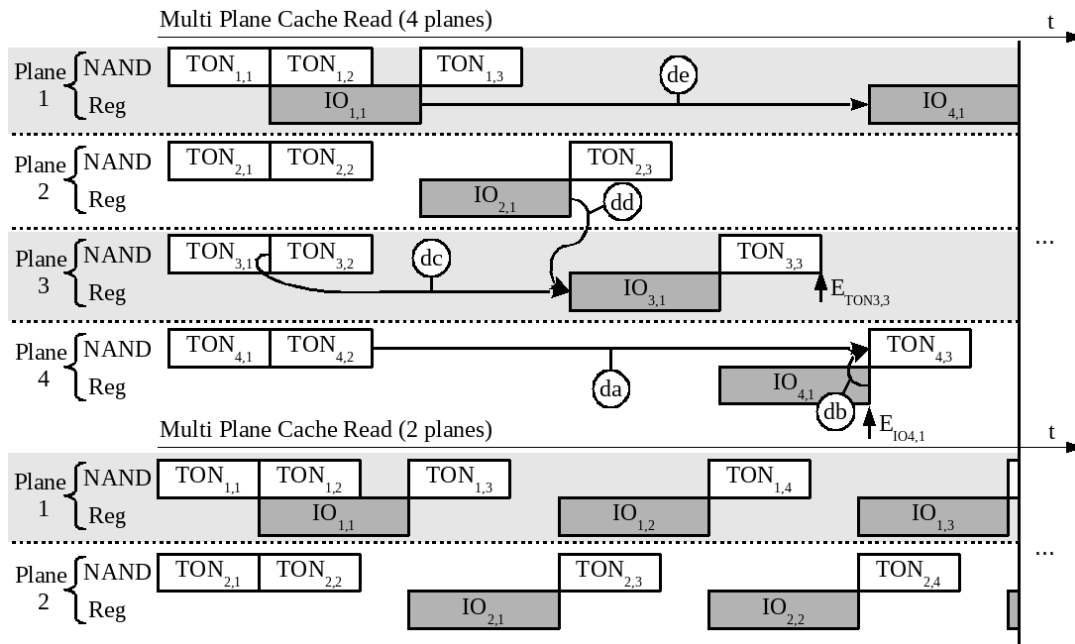 Multi Plane Cache Read (4 planes) t
Plane 1 NAND TON1,1 TON1,2 TON1,3 de
Reg IO1,1 IO4,1
Plane 2 NAND TON2,1 TON2,2 TON2,3
Reg IO2,1 dd
...
Plane 3 NAND TON3,1 TON3,2 dc TON3,3
Reg IO3,1 ETON3,3
Plane 4 NAND TON4,1 TON4,2 TON4,3
Reg da IO4,1 db
EIO4,1
Multi Plane Cache Read (2 planes) t
Plane 1 NAND TON1,1 TON1,2 TON1,3 TON1,4
Reg IO1,1 IO1,2 IO1,3
...
Plane 2 NAND TON2,1 TON2,2 TON2,3 TON2,4
Reg IO2,1 IO2,2